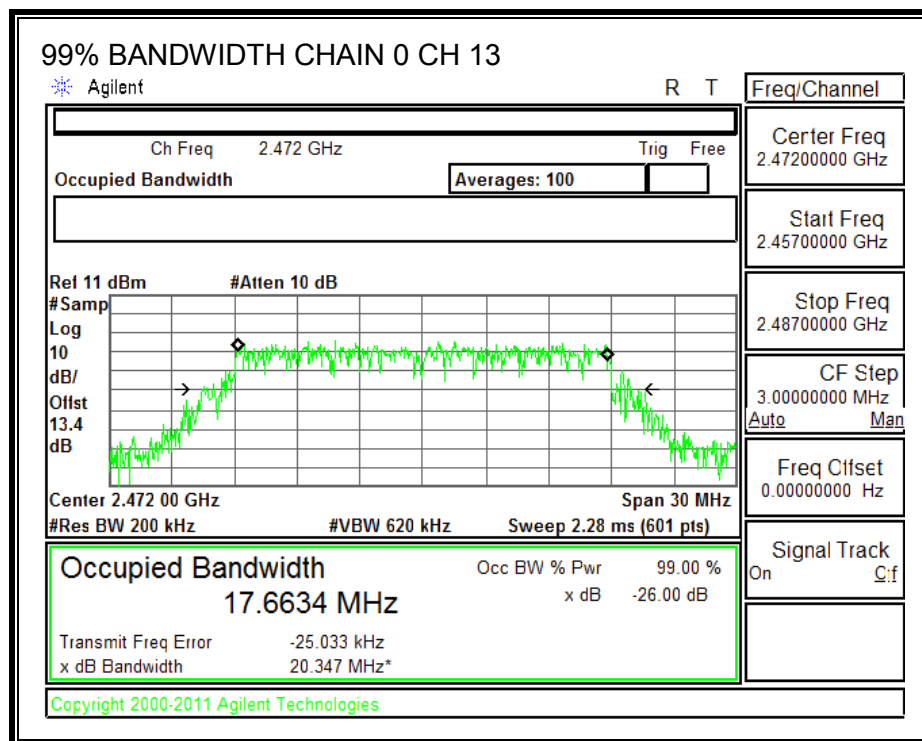 99% BANDWIDTH CHAIN 0 CH 13
Agilent R T Freq/Channel
Ch Freq 2.472 GHz Trig Free
Occupied Bandwidth Averages: 100
Center Freq
2.47200000 GHz
Start Freq
2.45700000 GHz
Stop Freq
2.48700000 GHz
CF Step
3.00000000 MHz
Auto Man
Freq Offset
0.00000000 Hz
Signal Track
On Off
Ref 11 dBm #Atten 10 dB
#Samp
Log
10
dB/
Offst
13.4
dB
Center 2.472 00 GHz Span 30 MHz
#Res BW 200 kHz #VBW 620 kHz Sweep 2.28 ms (601 pts)
Occupied Bandwidth Occ BW % Pwr 99.00 %
17.6634 MHz x dB -26.00 dB
Transmit Freq Error -25.033 kHz
x dB Bandwidth 20.347 MHz*
Copyright 2000-2011 Agilent Technologies